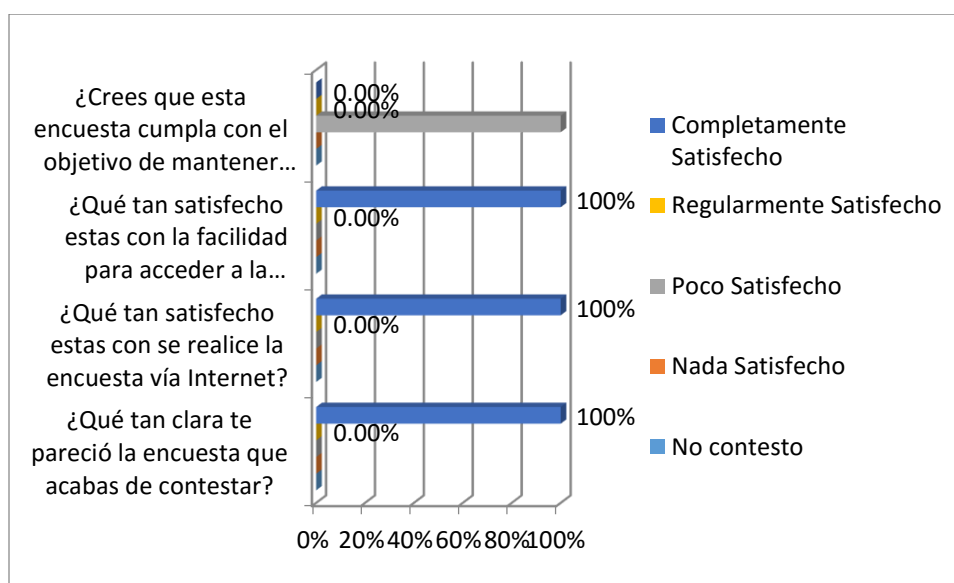 ¿Crees que esta
encuesta cumpla con el
objetivo de mantener...
0.00%
0.00%
¿Qué tan satisfecho
estas con la facilidad
para acceder a la...
100%
0.00%
¿Qué tan satisfecho
estas con se realice la
encuesta vía Internet?
100%
0.00%
¿Qué tan clara te
pareció la encuesta que
acabas de contestar?
100%
0.00%
0% 20% 40% 60% 80% 100%
Completamente
Satisfecho
Regularmente Satisfecho
Poco Satisfecho
Nada Satisfecho
No contesto